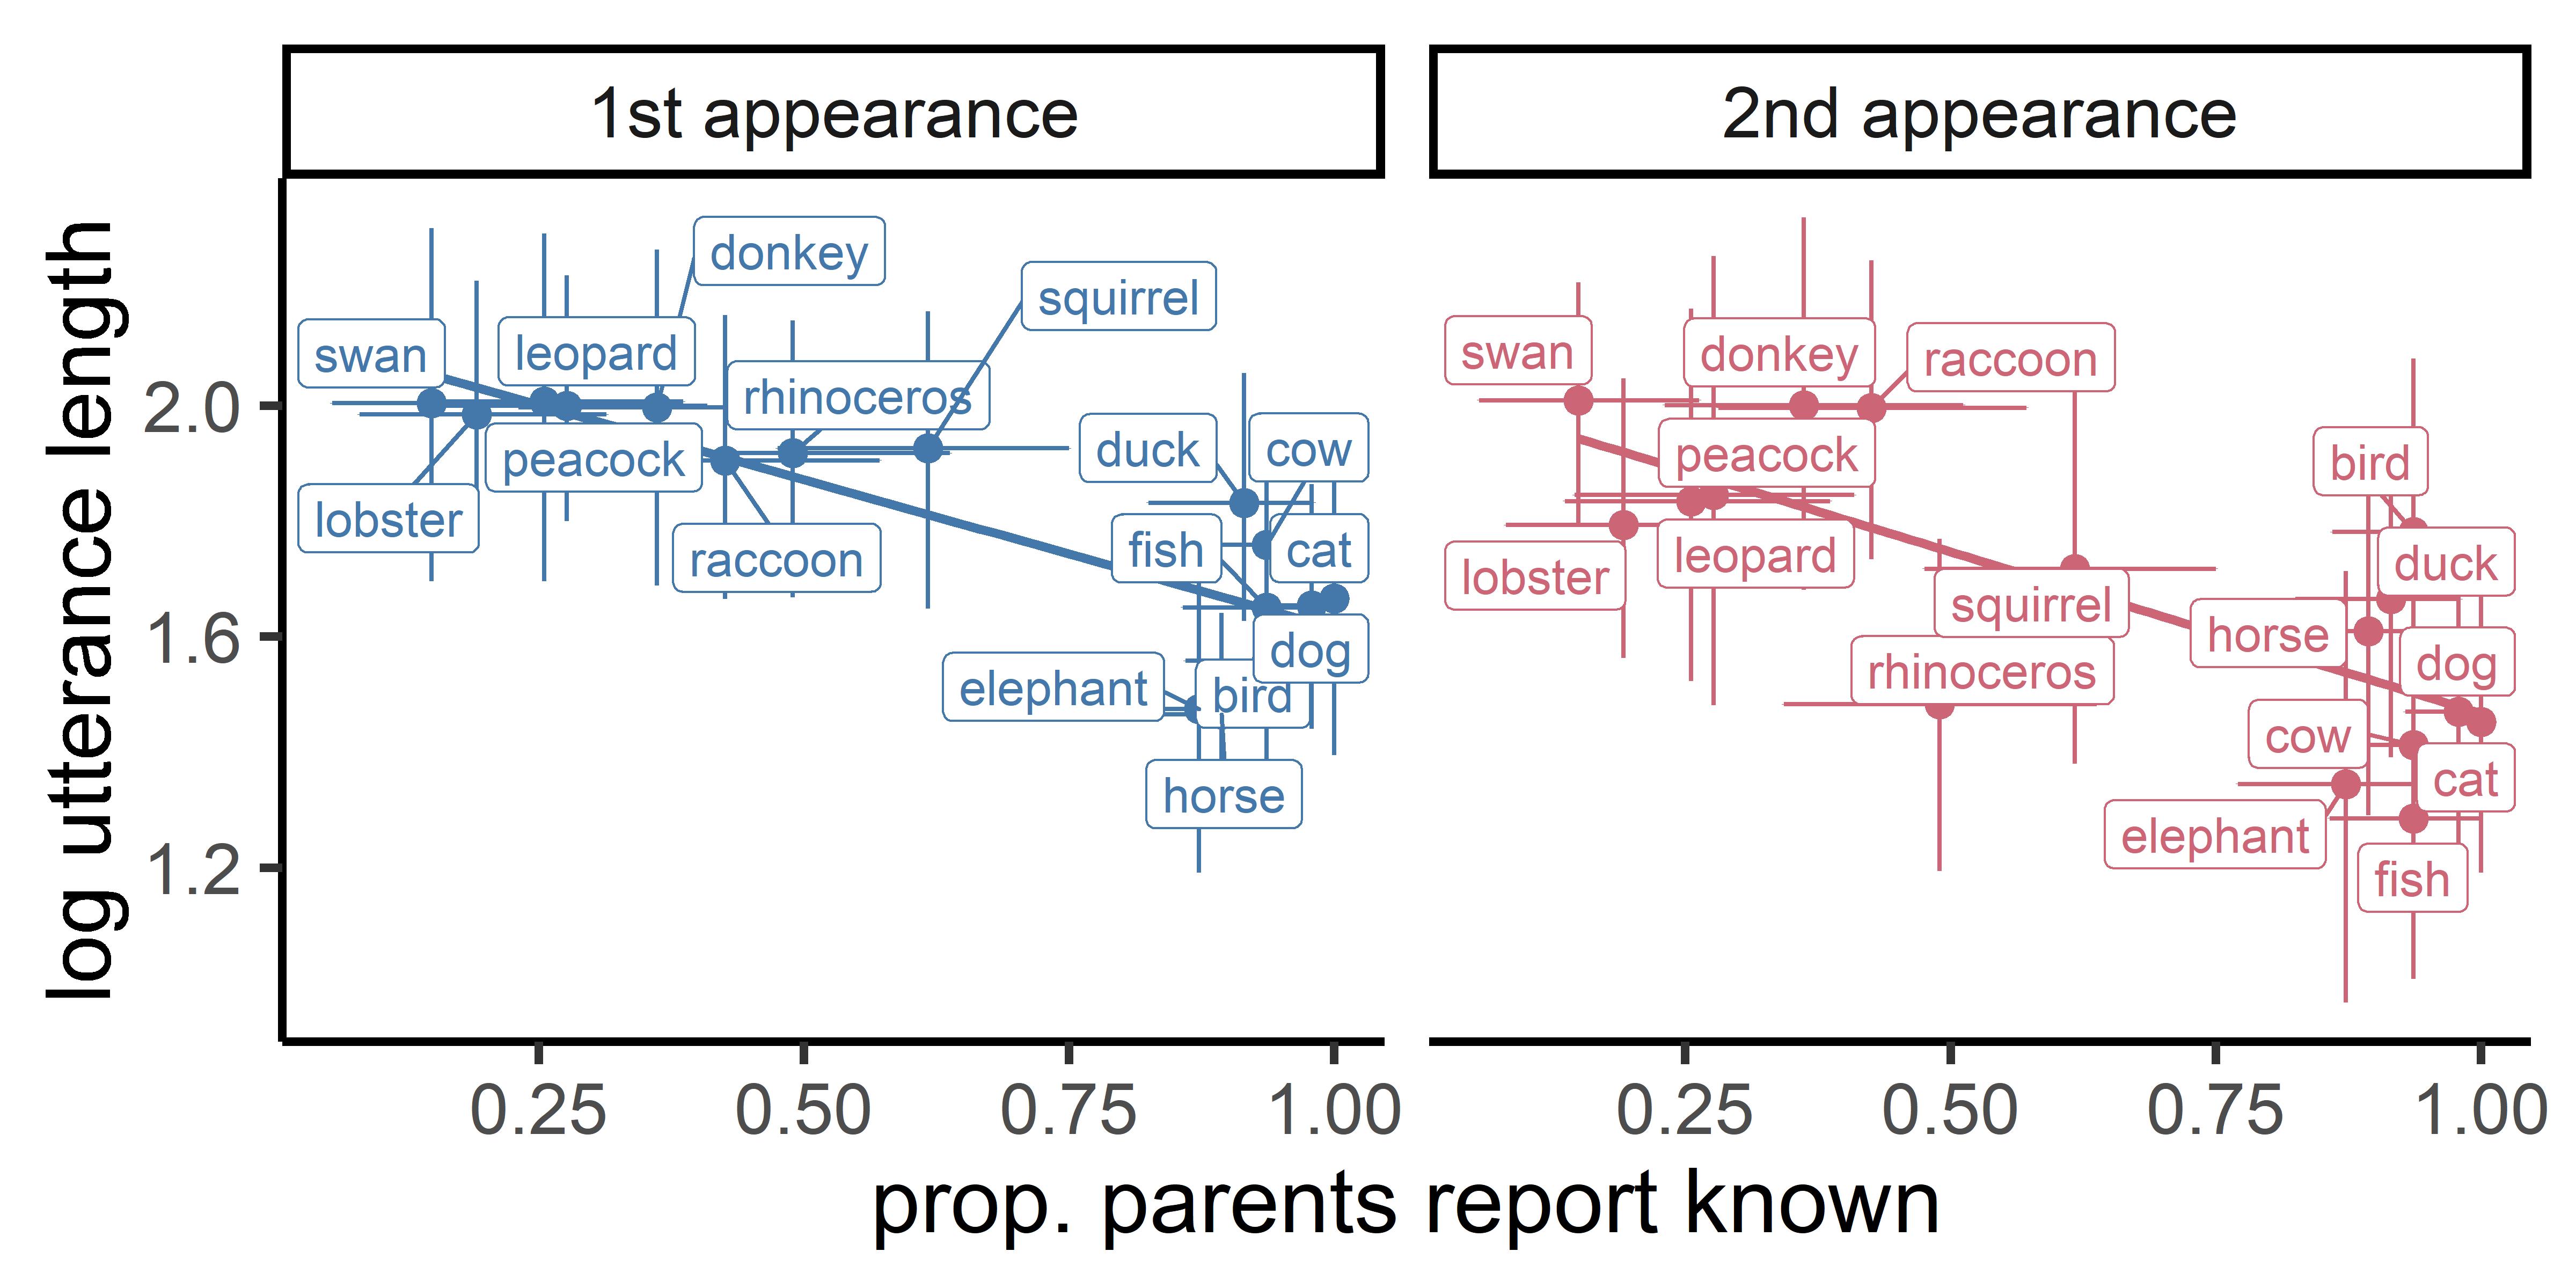 1st appearance
2nd appearance
log utterance length
2.0
1.6
1.2
donkey
squirrel
swan
leopard
rhinoceros
peacock
duck
cow
lobster
raccoon
fish
cat
dog
elephant
bird
horse
swan
donkey
raccoon
peacock
bird
lobster
leopard
duck
squirrel
horse
rhinoceros
dog
cow
cat
elephant
fish
0.25
0.50
0.75
1.00
0.25
0.50
0.75
1.00
prop. parents report known